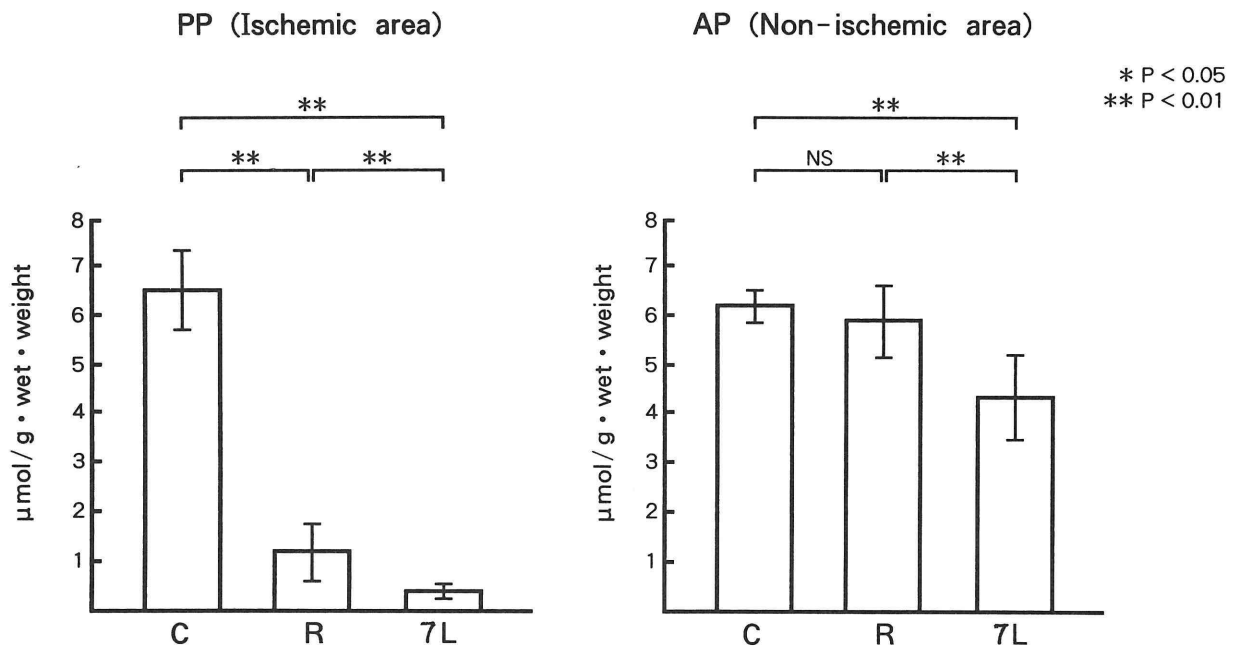 PP (Ischemic area)
**
** **
μmol/g・wet・weight
8
7
6
5
4
3
2
1
C R 7L
AP (Non-ischemic area)
* P < 0.05
** P < 0.01
**
NS **
μmol/g・wet・weight
8
7
6
5
4
3
2
1
C R 7L